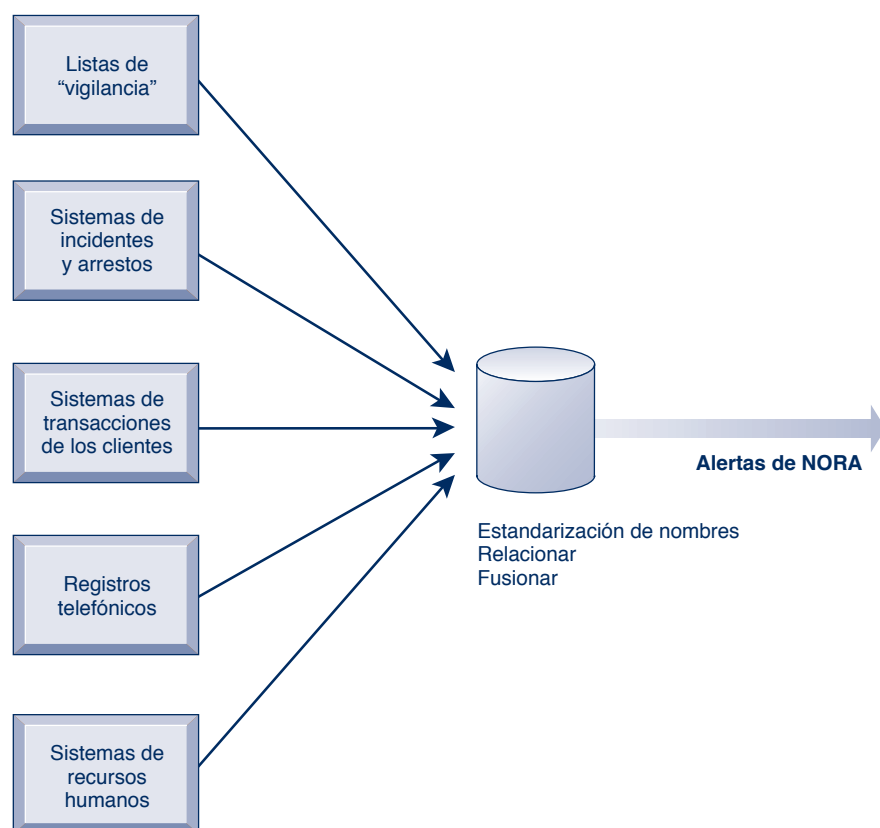 Listas de
“vigilancia”
Sistemas de
incidentes
y arrestos
Sistemas de
transacciones
de los clientes
Registros
telefónicos
Sistemas de
recursos
humanos
Estandarización de nombres
Relacionar
Fusionar
Alertas de NORA